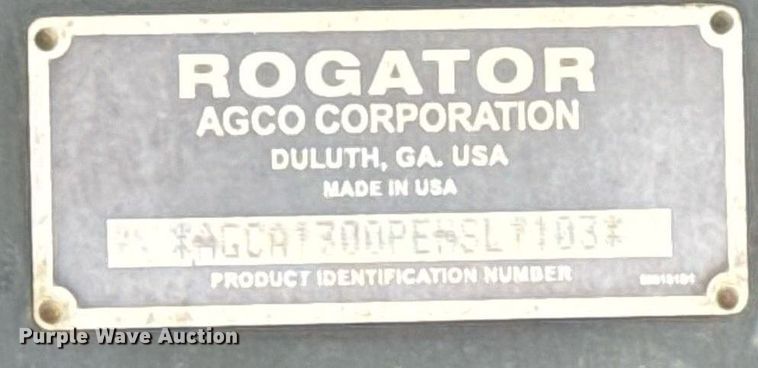 ROGATOR
AGCO CORPORATION
DULUTH, GA. USA
MADE IN USA
PRODUCT IDENTIFICATION NUMBER
Purple Wave Auction